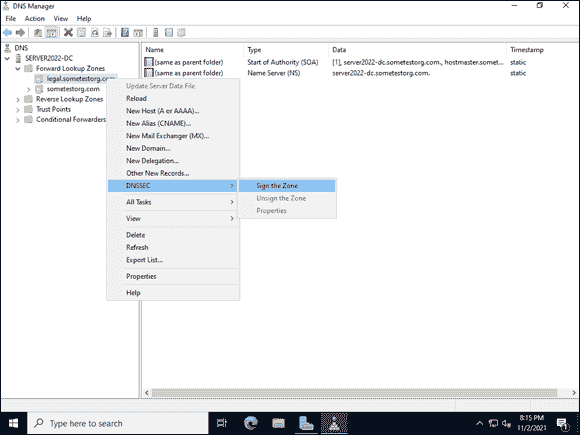 DNS Manager
File Action View Help
DNS
SERVER2022-DC
Forward Lookup Zones
legal.sometestorg.com
sometestorg.com
Reverse Lookup Zones
Trust Points
Conditional Forwarders
Name Type Data Timestamp
(same as parent folder) Start of Authority (SOA) [1], server2022-dc.sometestorg.com., hostmaster.somet... static
(same as parent folder) Name Server (NS) server2022-dc.sometestorg.com. static
Update Server Data File
Reload
New Host (A or AAAA)...
New Alias (CNAME)...
New Mail Exchanger (MX)...
New Domain...
New Delegation...
Other New Records...
DNSSEC
All Tasks
View
Delete
Refresh
Export List...
Properties
Help
Sign the Zone
Unsign the Zone
Properties
Type here to search
8:15 PM
11/2/2021
1